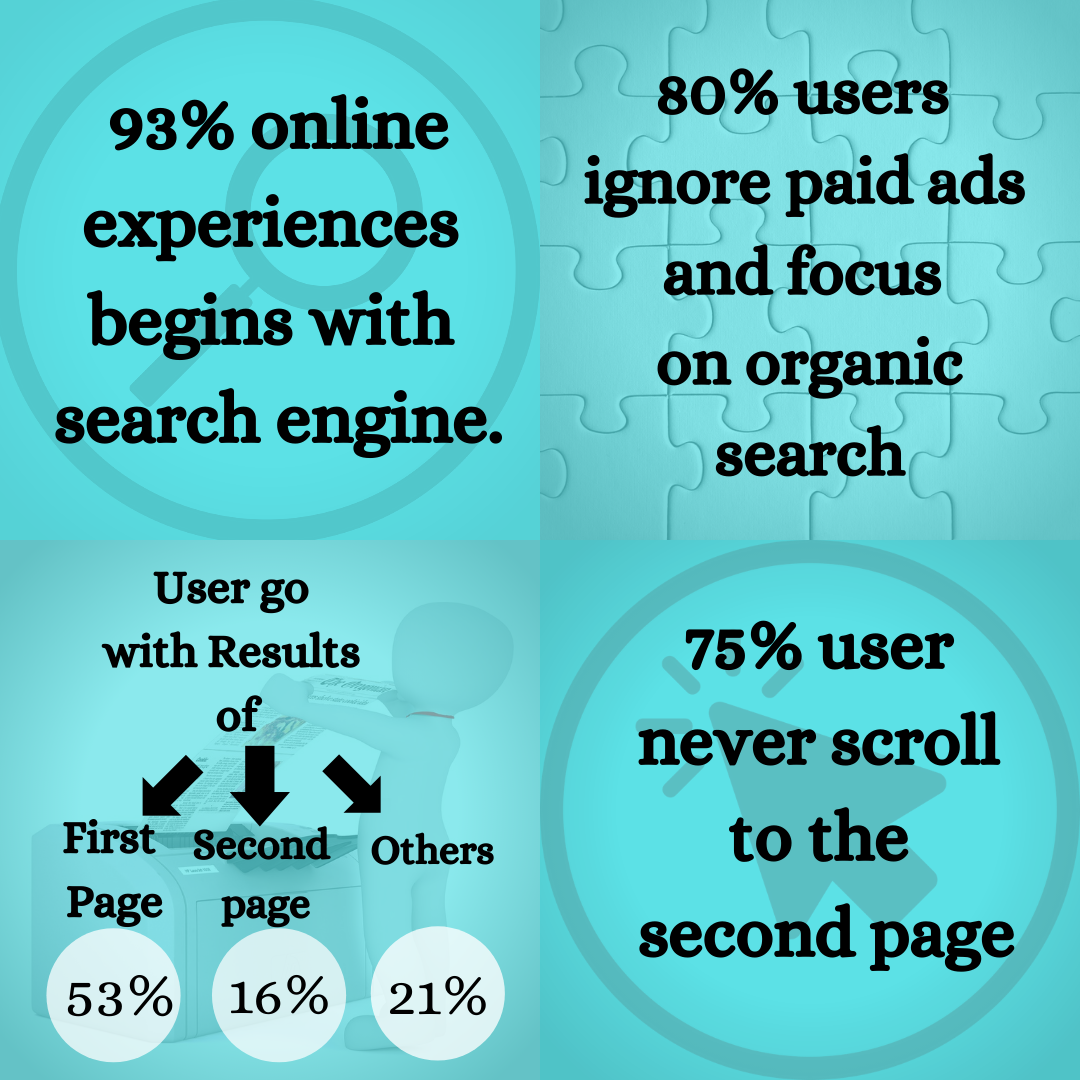 93% online
experiences
begins with
search engine.
80% users
ignore paid ads
and focus
on organic
search
User go
with Results
of
First
Page
Second
page
Others
53%
16%
21%
75% user
never scroll
to the
second page